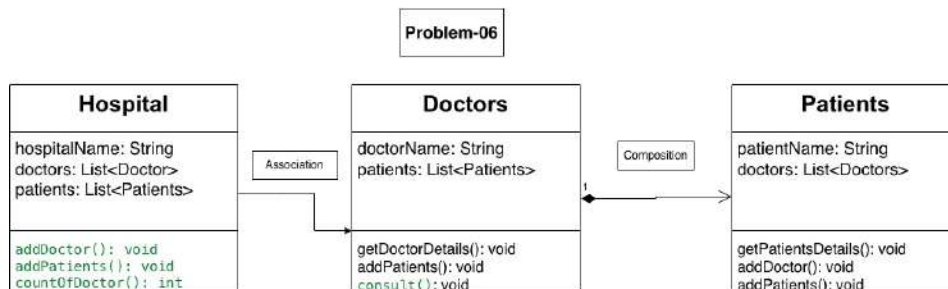 Problem-06
Hospital
hospitalName: String
doctors: List<Doctor>
patients: List<Patients>
addDoctor(): void
addPatients(): void
countOfDoctor(): int
Association
Doctors
doctorName: String
patients: List<Patients>
getDoctorDetails(): void
addPatients(): void
consult(): void
Composition
1
Patients
patientName: String
doctors: List<Doctors>
getPatientsDetails(): void
addDoctor(): void
addPatients(): void